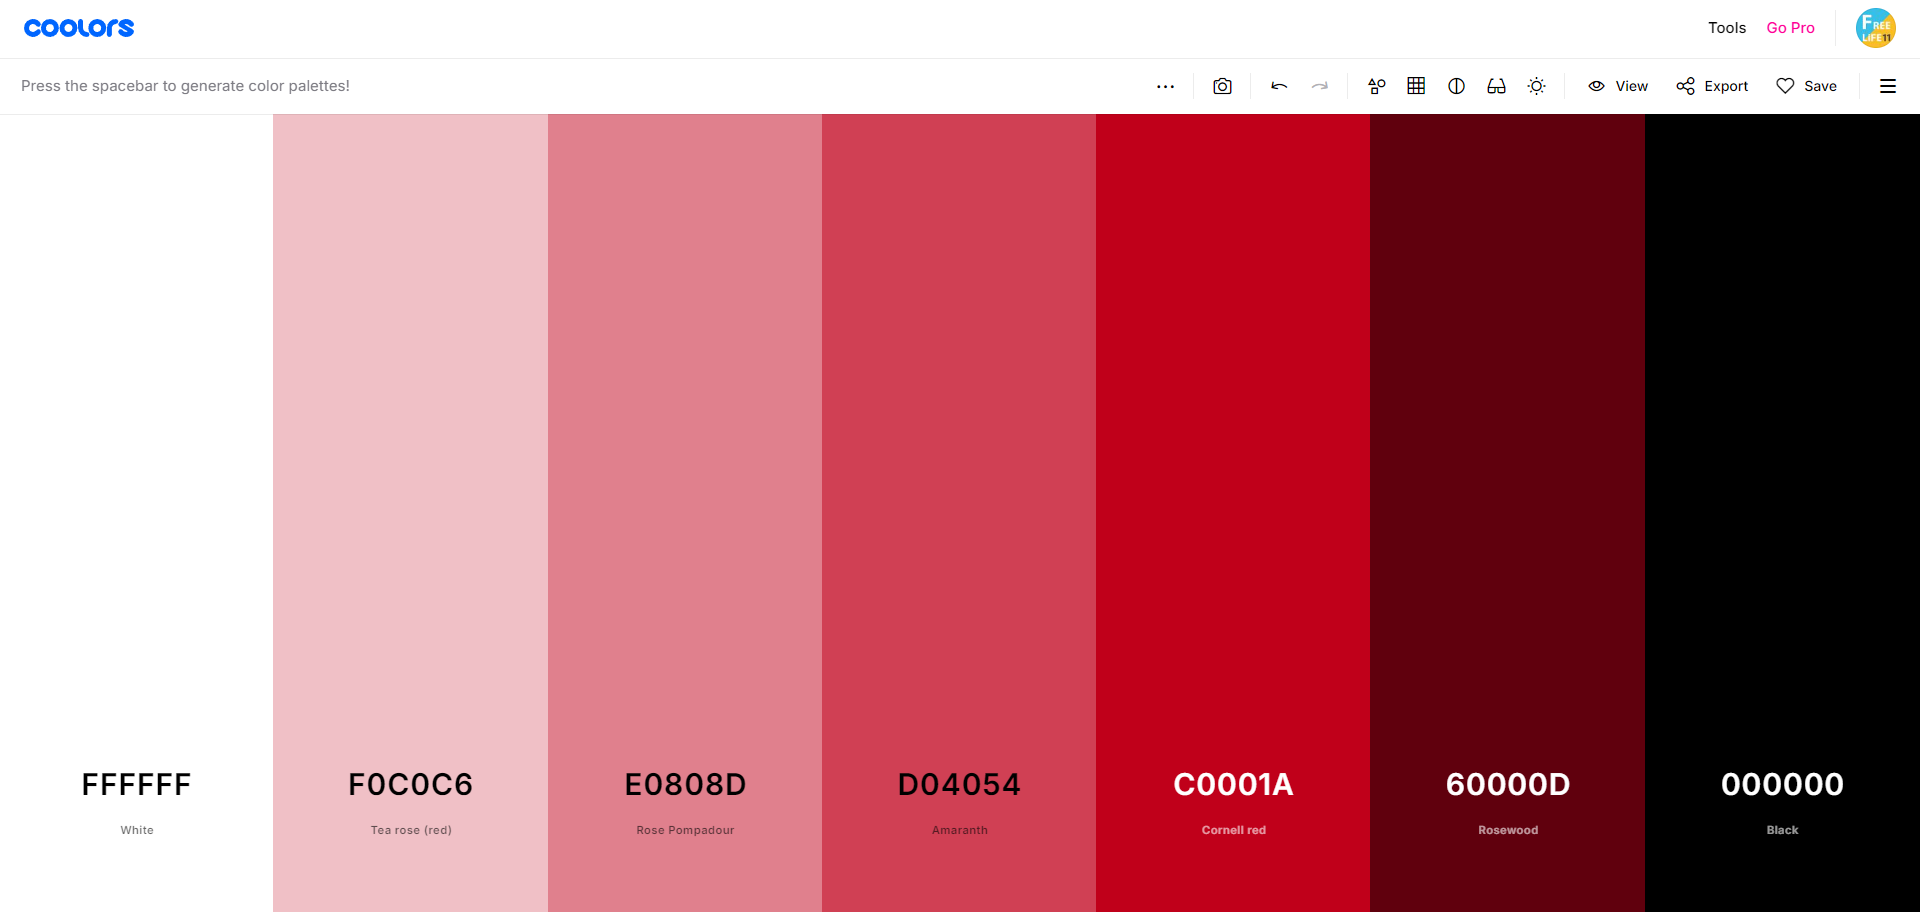 coolors
Tools Go Pro
FREE
LIFE11
Press the spacebar to generate color palettes!
View Export Save
FFFFFF
White
F0C0C6
Tea rose (red)
E0808D
Rose Pompadour
D04054
Amaranth
C0001A
Cornell red
60000D
Rosewood
000000
Black